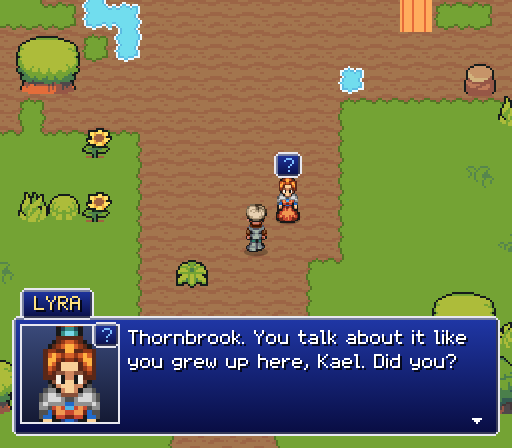 ?
LYRA
?
Thornbrook. You talk about it like
you grew up here, Kael. Did you?